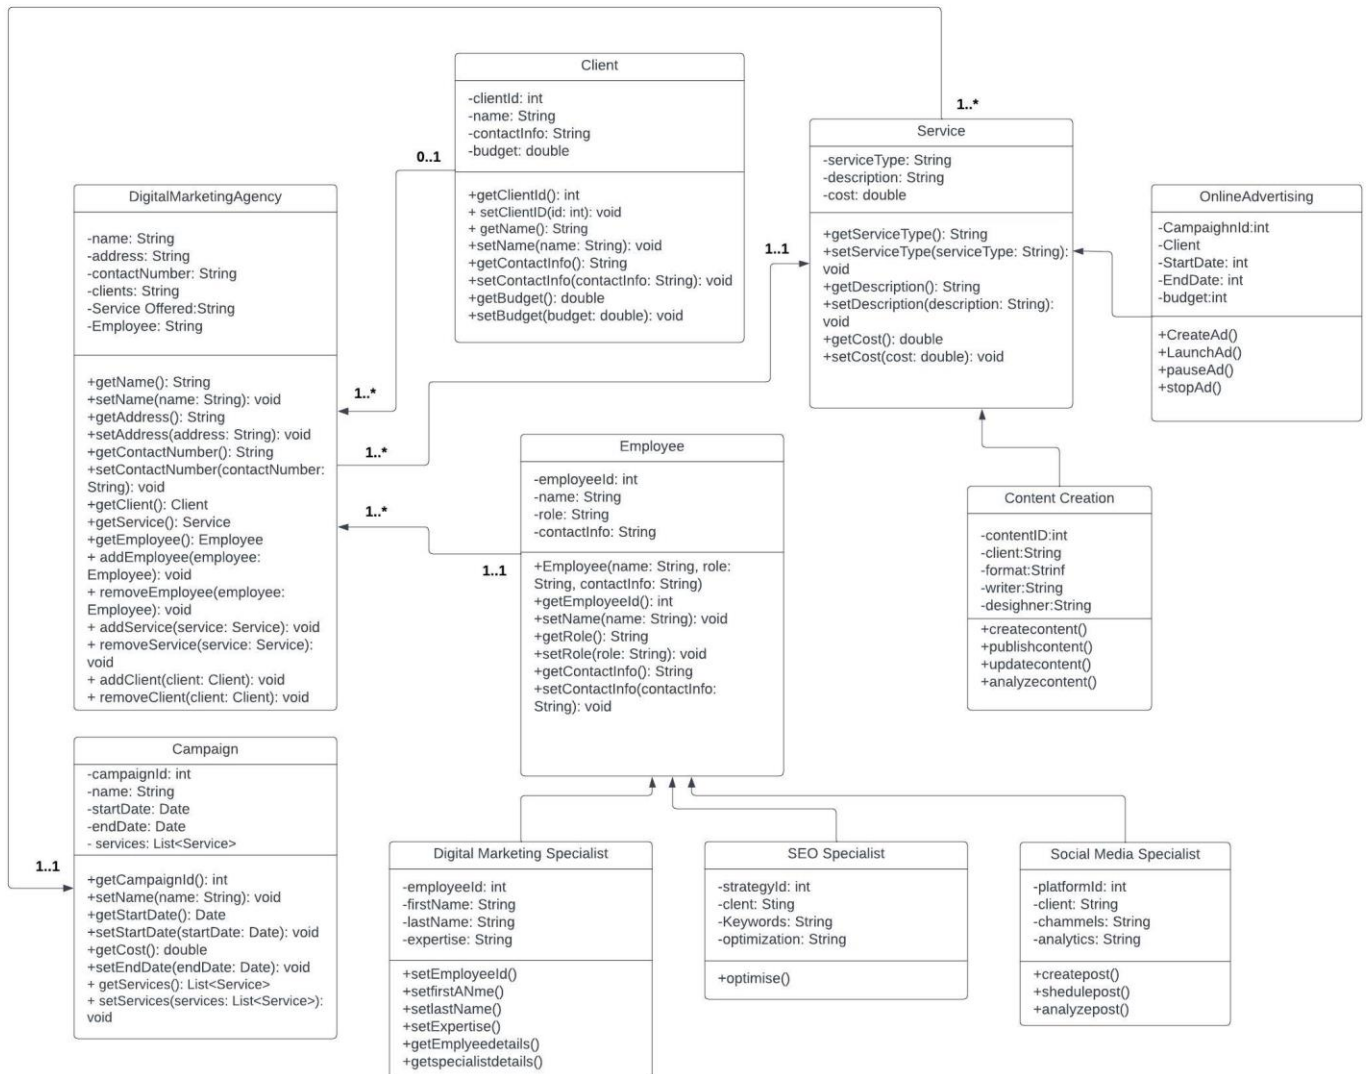 1..*
Client
-clientId: int
-name: String
-contactInfo: String
-budget: double
+getClientId(): int
+ setClientID(id: int): void
+ getName(): String
+setName(name: String): void
+getContactInfo(): String
+setContactInfo(contactInfo: String): void
+getBudget(): double
+setBudget(budget: double): void
0..1
1..*
Service
-serviceType: String
-description: String
-cost: double
+getServiceType(): String
+setServiceType(serviceType: String):
void
+getDescription(): String
+setDescription(description: String):
void
+getCost(): double
+setCost(cost: double): void
1..1
OnlineAdvertising
-CampaighnId:int
-Client
-StartDate: int
-EndDate: int
-budget:int
+CreateAd()
+LaunchAd()
+pauseAd()
+stopAd()
DigitalMarketingAgency
-name: String
-address: String
-contactNumber: String
-clients: String
-Service Offered:String
-Employee: String
+getName(): String
+setName(name: String): void
+getAddress(): String
+setAddress(address: String): void
+getContactNumber(): String
+setContactNumber(contactNumber:
String): void
+getClient(): Client
+getService(): Service
+getEmployee(): Employee
+ addEmployee(employee:
Employee): void
+ removeEmployee(employee:
Employee): void
+ addService(service: Service): void
+ removeService(service: Service):
void
+ addClient(client: Client): void
+ removeClient(client: Client): void
1..*
1..*
1..1
Employee
-employeeId: int
-name: String
-role: String
-contactInfo: String
+Employee(name: String, role:
String, contactInfo: String)
+getEmployeeId(): int
+setName(name: String): void
+getRole(): String
+setRole(role: String): void
+getContactInfo(): String
+setContactInfo(contactInfo:
String): void
Content Creation
-contentID:int
-client:String
-format:Strinf
-writer:String
-desighner:String
+createcontent()
+publishcontent()
+updatecontent()
+analyzecontent()
Campaign
-campaignId: int
-name: String
-startDate: Date
-endDate: Date
- services: List<Service>
+getCampaignId(): int
+setName(name: String): void
+getStartDate(): Date
+setStartDate(startDate: Date): void
+getCost(): double
+setEndDate(endDate: Date): void
+ getServices(): List<Service>
+ setServices(services: List<Service>):
void
1..1
Digital Marketing Specialist
-employeeId: int
-firstName: String
-lastName: String
-expertise: String
+setEmployeeId()
+setfirstANme()
+setlastName()
+setExpertise()
+getEmplyeedetails()
+getspecialistdetails()
SEO Specialist
-strategyId: int
-clent: Sting
-Keywords: String
-optimization: String
+optimise()
Social Media Specialist
-platformId: int
-client: String
-chammels: String
-analytics: String
+createpost()
+shedulepost()
+analyzepost()